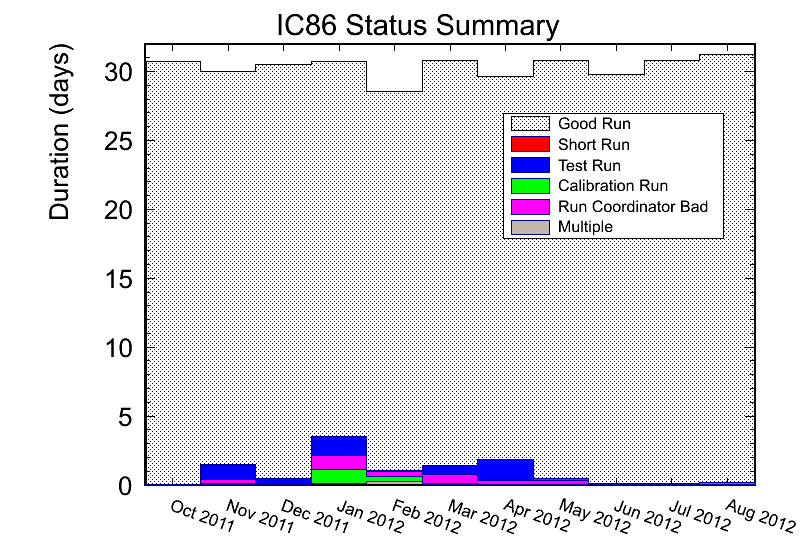 IC86 Status Summary
Duration (days)
30
25
20
15
10
5
0
Good Run
Short Run
Test Run
Calibration Run
Run Coordinator Bad
Multiple
Oct 2011
Nov 2011
Dec 2011
Jan 2012
Feb 2012
Mar 2012
Apr 2012
May 2012
Jun 2012
Jul 2012
Aug 2012